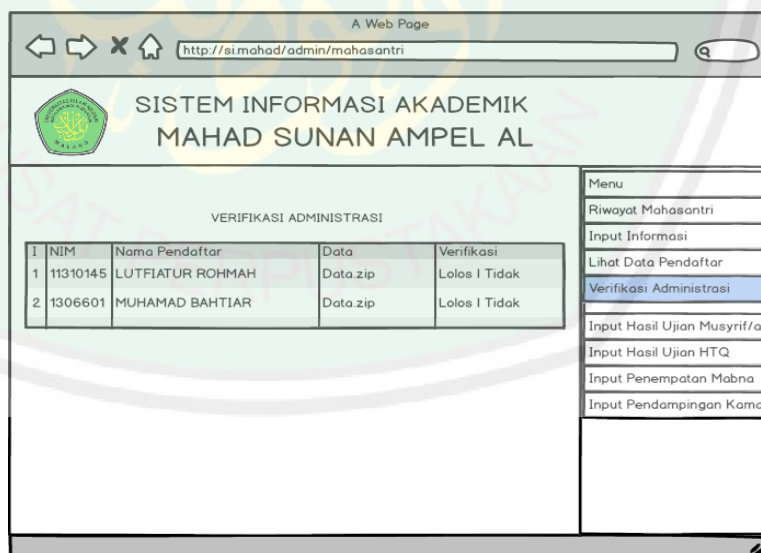 A Web Page
http://si.mahad/admin/mahasantri
SISTEM INFORMASI AKADEMIK
MAHAD SUNAN AMPEL AL
VERIFIKASI ADMINISTRASI
I NIM Nama Pendaftar Data Verifikasi
1 11310145 LUTFIATUR ROHMAH Data.zip Lolos I Tidak
2 1306601 MUHAMAD BAHTIAR Data.zip Lolos I Tidak
Menu
Riwayat Mahasantri
Input Informasi
Lihat Data Pendaftar
Verifikasi Administrasi
Input Hasil Ujian Musyrif/a
Input Hasil Ujian HTQ
Input Penempatan Mabna
Input Pendampingan Kama